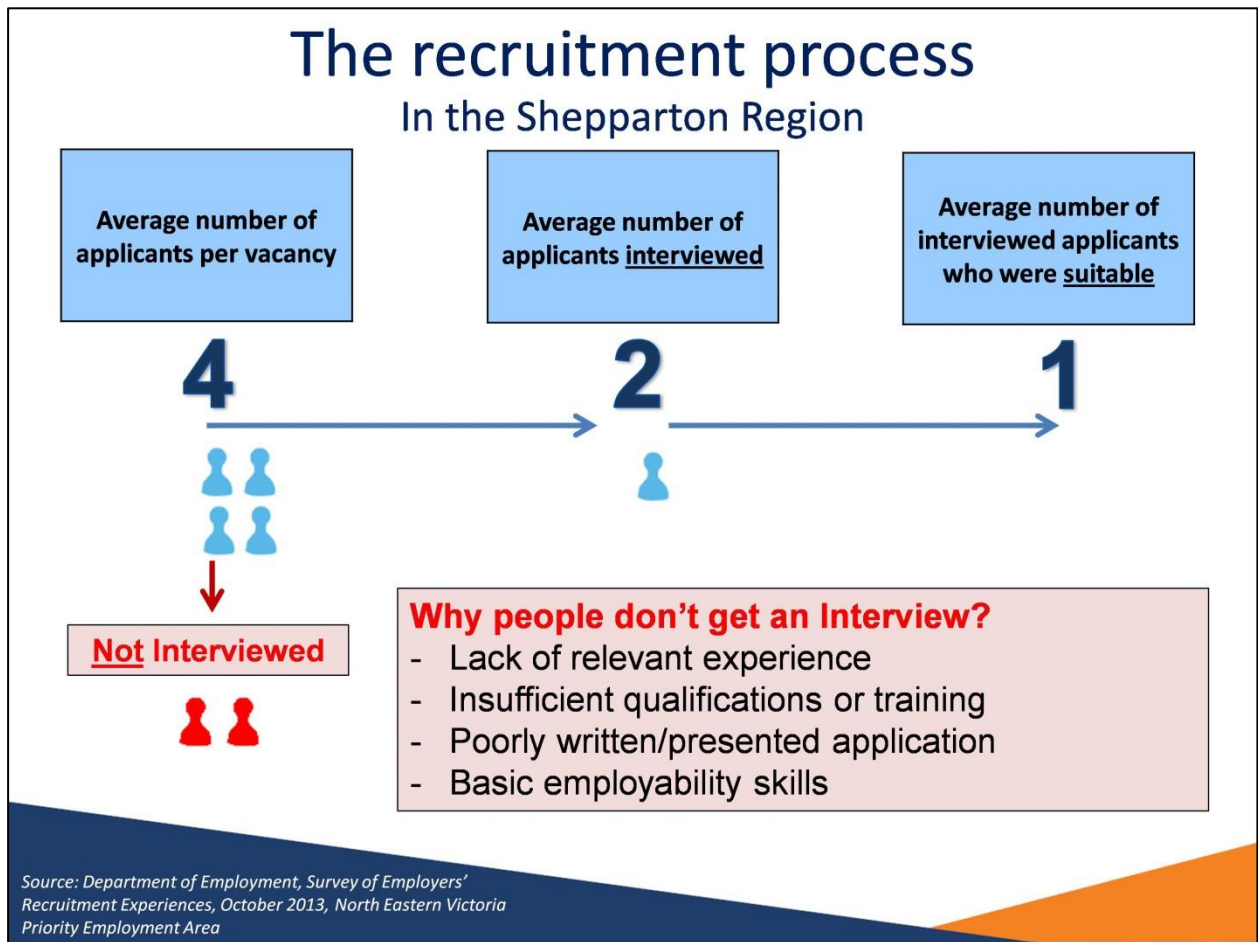 The recruitment process
In the Shepparton Region
Average number of
applicants per vacancy
Average number of
applicants interviewed
Average number of
interviewed applicants
who were suitable
4
2
1
Not Interviewed
Why people don’t get an Interview?
- Lack of relevant experience
- Insufficient qualifications or training
- Poorly written/presented application
- Basic employability skills
Source: Department of Employment, Survey of Employers’
Recruitment Experiences, October 2013, North Eastern Victoria
Priority Employment Area